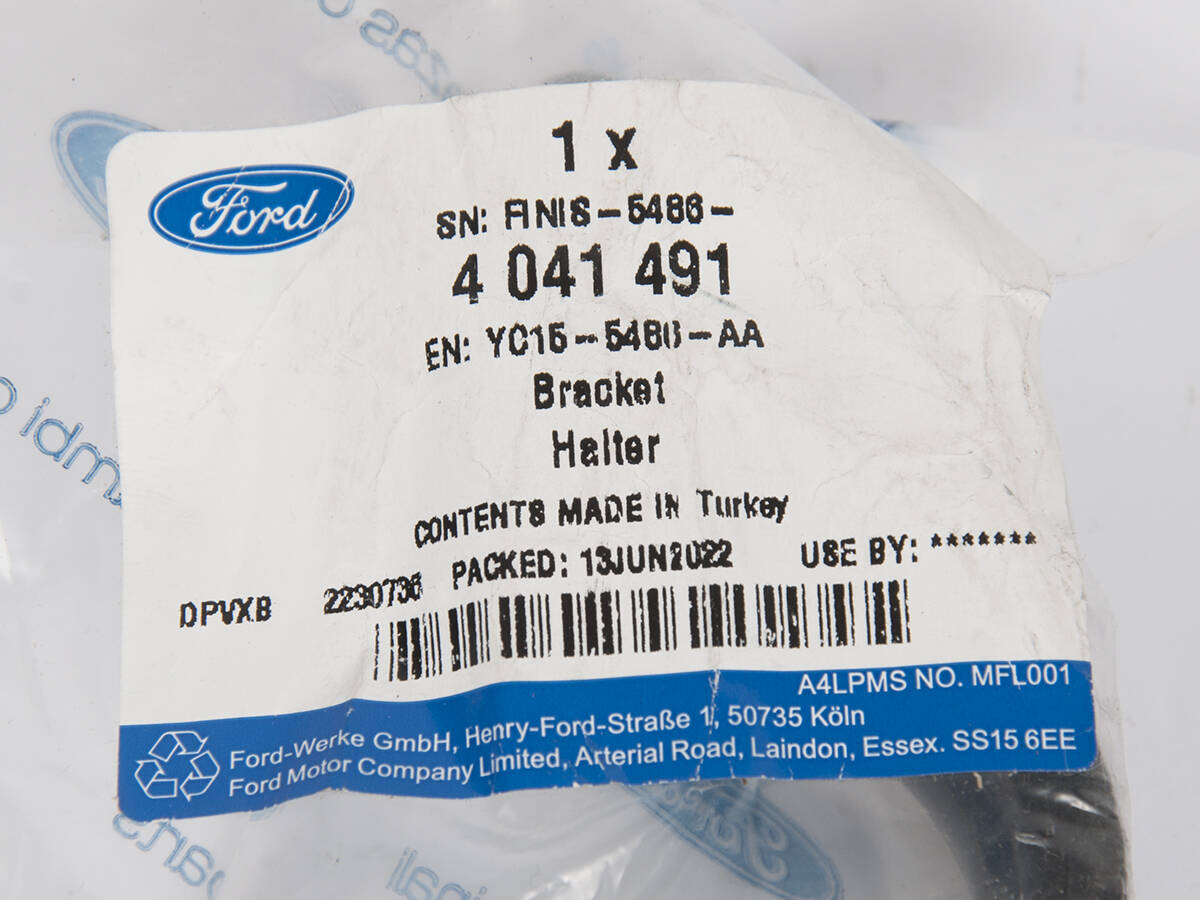 Ford
1 x
SN: FINIS-5486-
4 041 491
EN: YC15-5486-AA
Bracket
Halter
CONTENTS MADE IN Turkey
PACKED: 13JUN2022 USE BY: *******
DPVXB 2230736
A4LPMS NO. MFL001
Ford-Werke GmbH, Henry-Ford-Straße 1, 50735 Köln
Ford Motor Company Limited, Arterial Road, Laindon, Essex. SS15 6EE